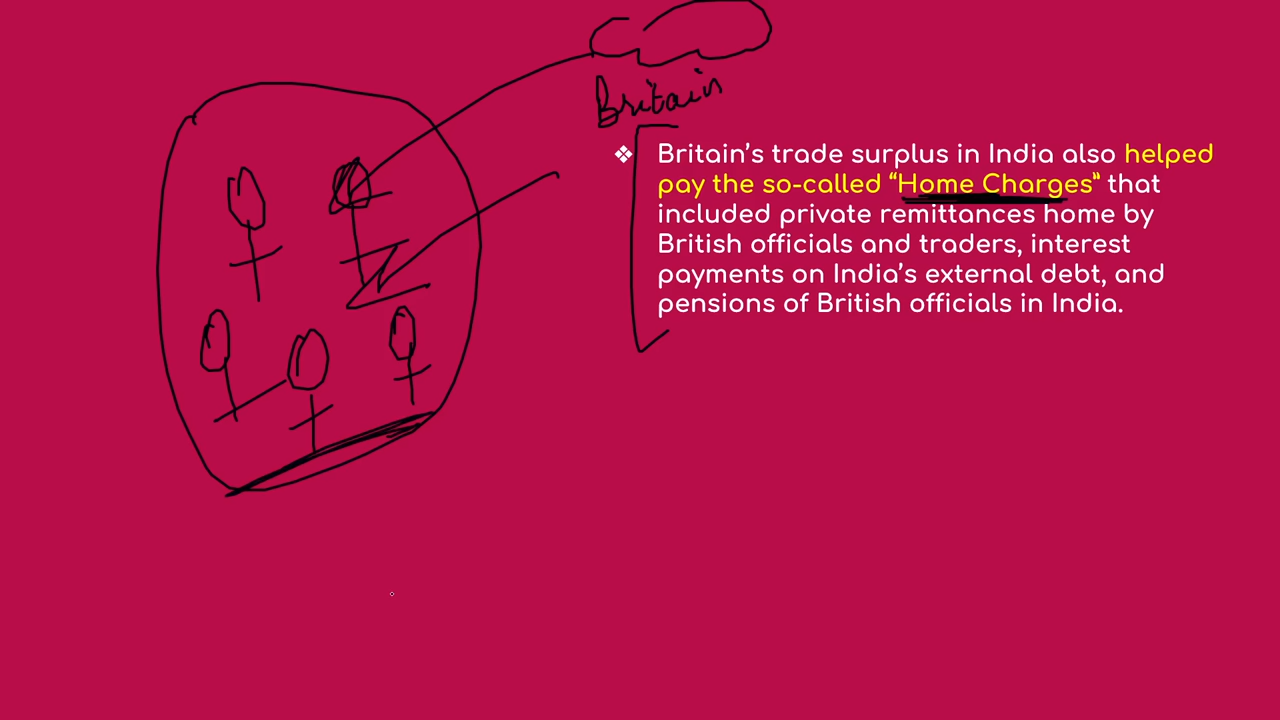 Britain
❖ Britain’s trade surplus in India also helped
pay the so-called “Home Charges” that
included private remittances home by
British officials and traders, interest
payments on India’s external debt, and
pensions of British officials in India.